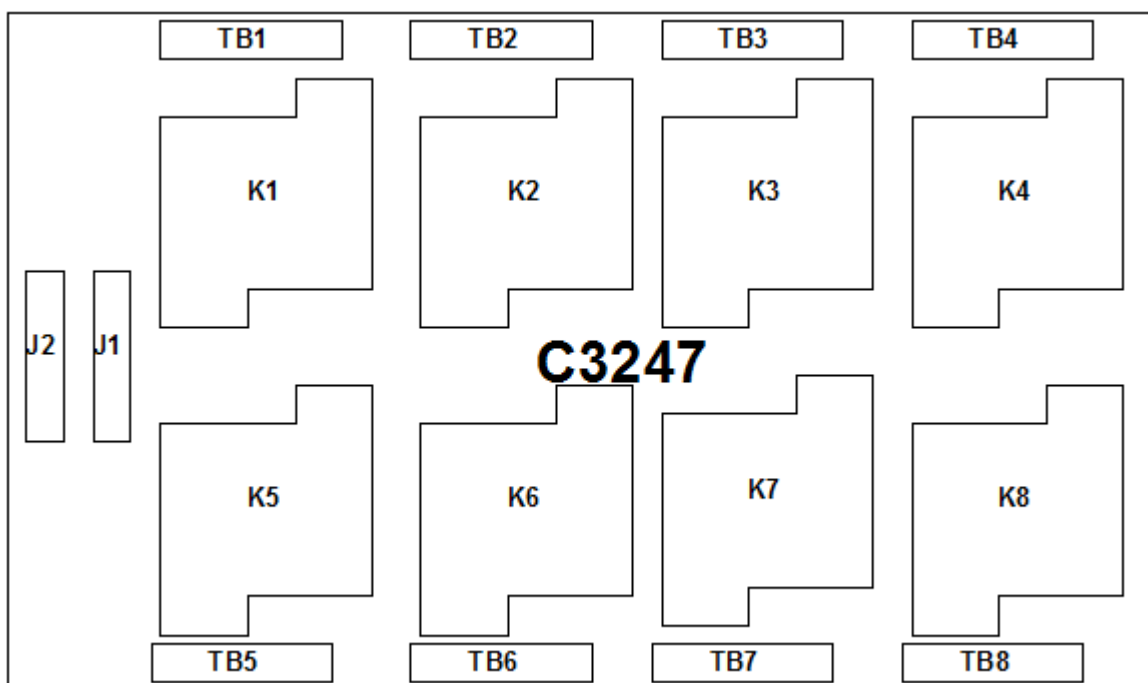 TB1 TB2 TB3 TB4
K1 K2 K3 K4
J2 J1
C3247
K5 K6 K7 K8
TB5 TB6 TB7 TB8